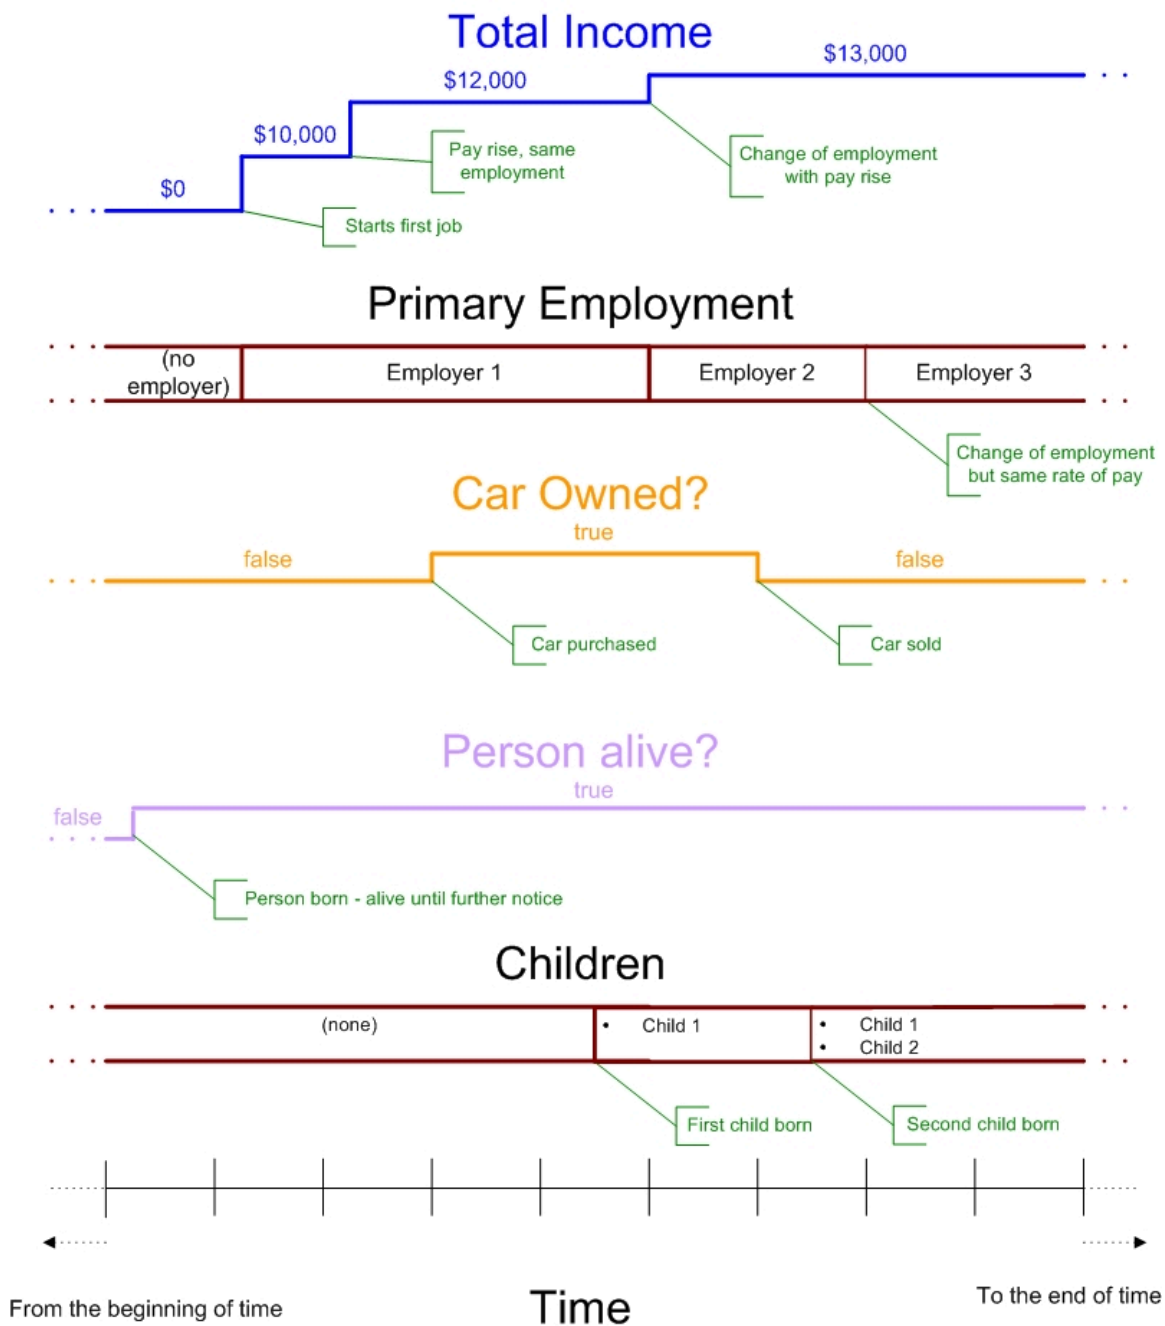 Total Income
$13,000
$12,000
$10,000
Pay rise, same
employment
Change of employment
with pay rise
$0
Starts first job
Primary Employment
(no
employer)
Employer 1
Employer 2
Employer 3
Change of employment
but same rate of pay
Car Owned?
true
false
false
Car purchased
Car sold
Person alive?
true
false
Person born - alive until further notice
Children
(none)
• Child 1
• Child 1
• Child 2
First child born
Second child born
From the beginning of time
Time
To the end of time